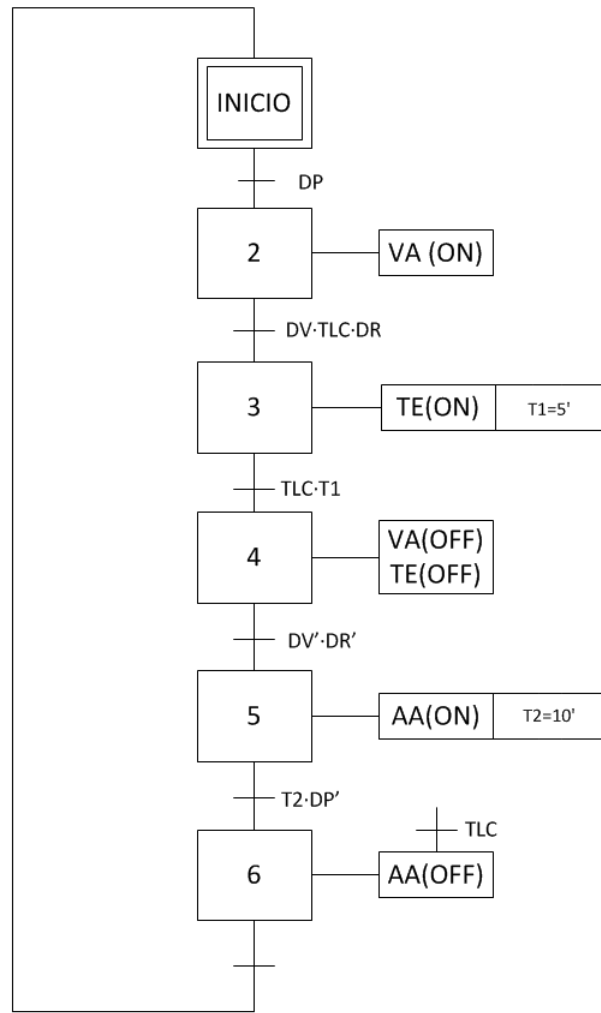 INICIO
DP
2
VA (ON)
DV·TLC·DR
3
TE(ON)
T1=5'
TLC·T1
4
VA(OFF)
TE(OFF)
DV’·DR’
5
AA(ON)
T2=10'
T2·DP’
TLC
6
AA(OFF)